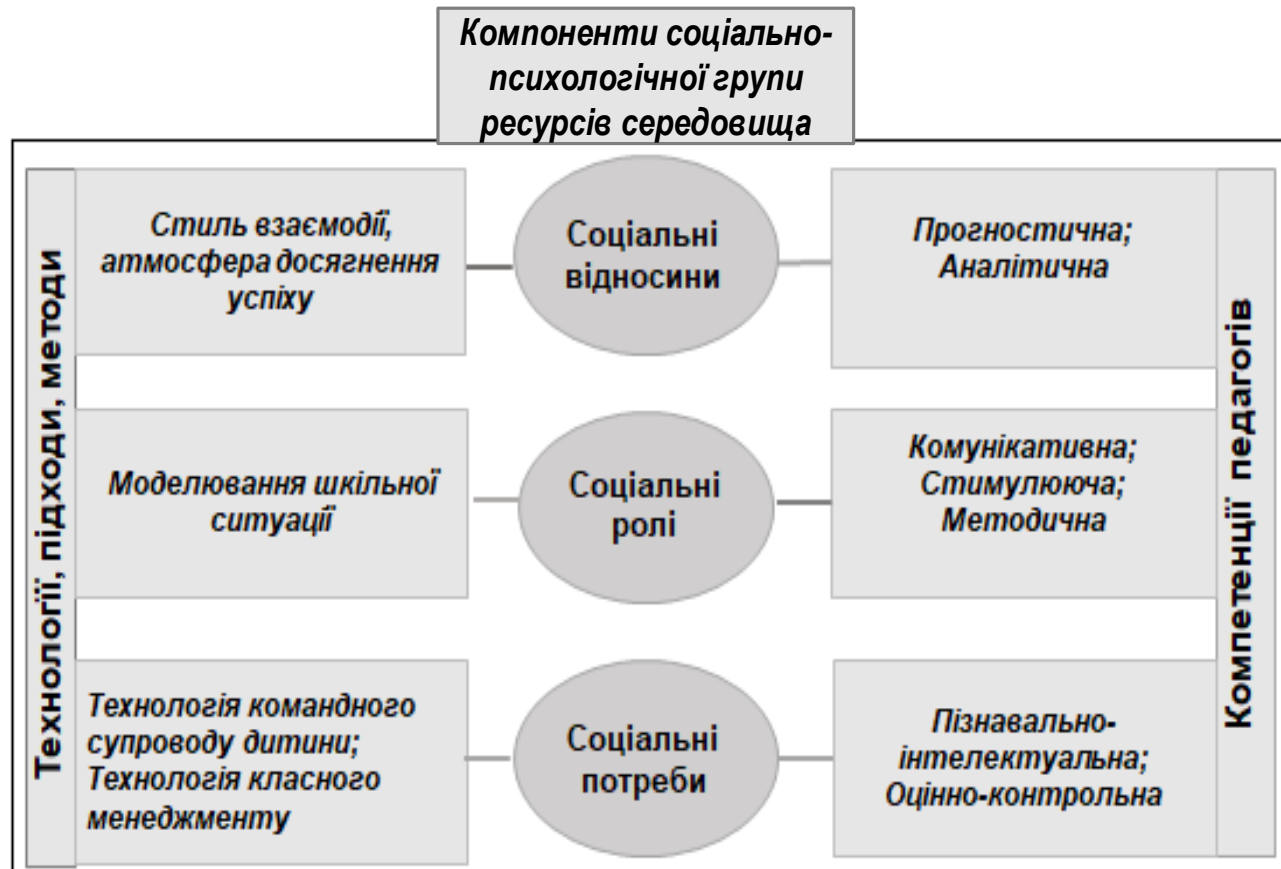 Компоненти соціально-
психологічної групи
ресурсів середовища
Технології, підходи, методи
Стиль взаємодії,
атмосфера досягнення
успіху
Соціальні
відносини
Прогностична;
Аналітична
Моделювання шкільної
ситуації
Соціальні
ролі
Комунікативна;
Стимулююча;
Методична
Технологія командного
супроводу дитини;
Технологія класного
менеджменту
Соціальні
потреби
Пізнавально-
інтелектуальна;
Оцінно-контрольна
Компетенції педагогів